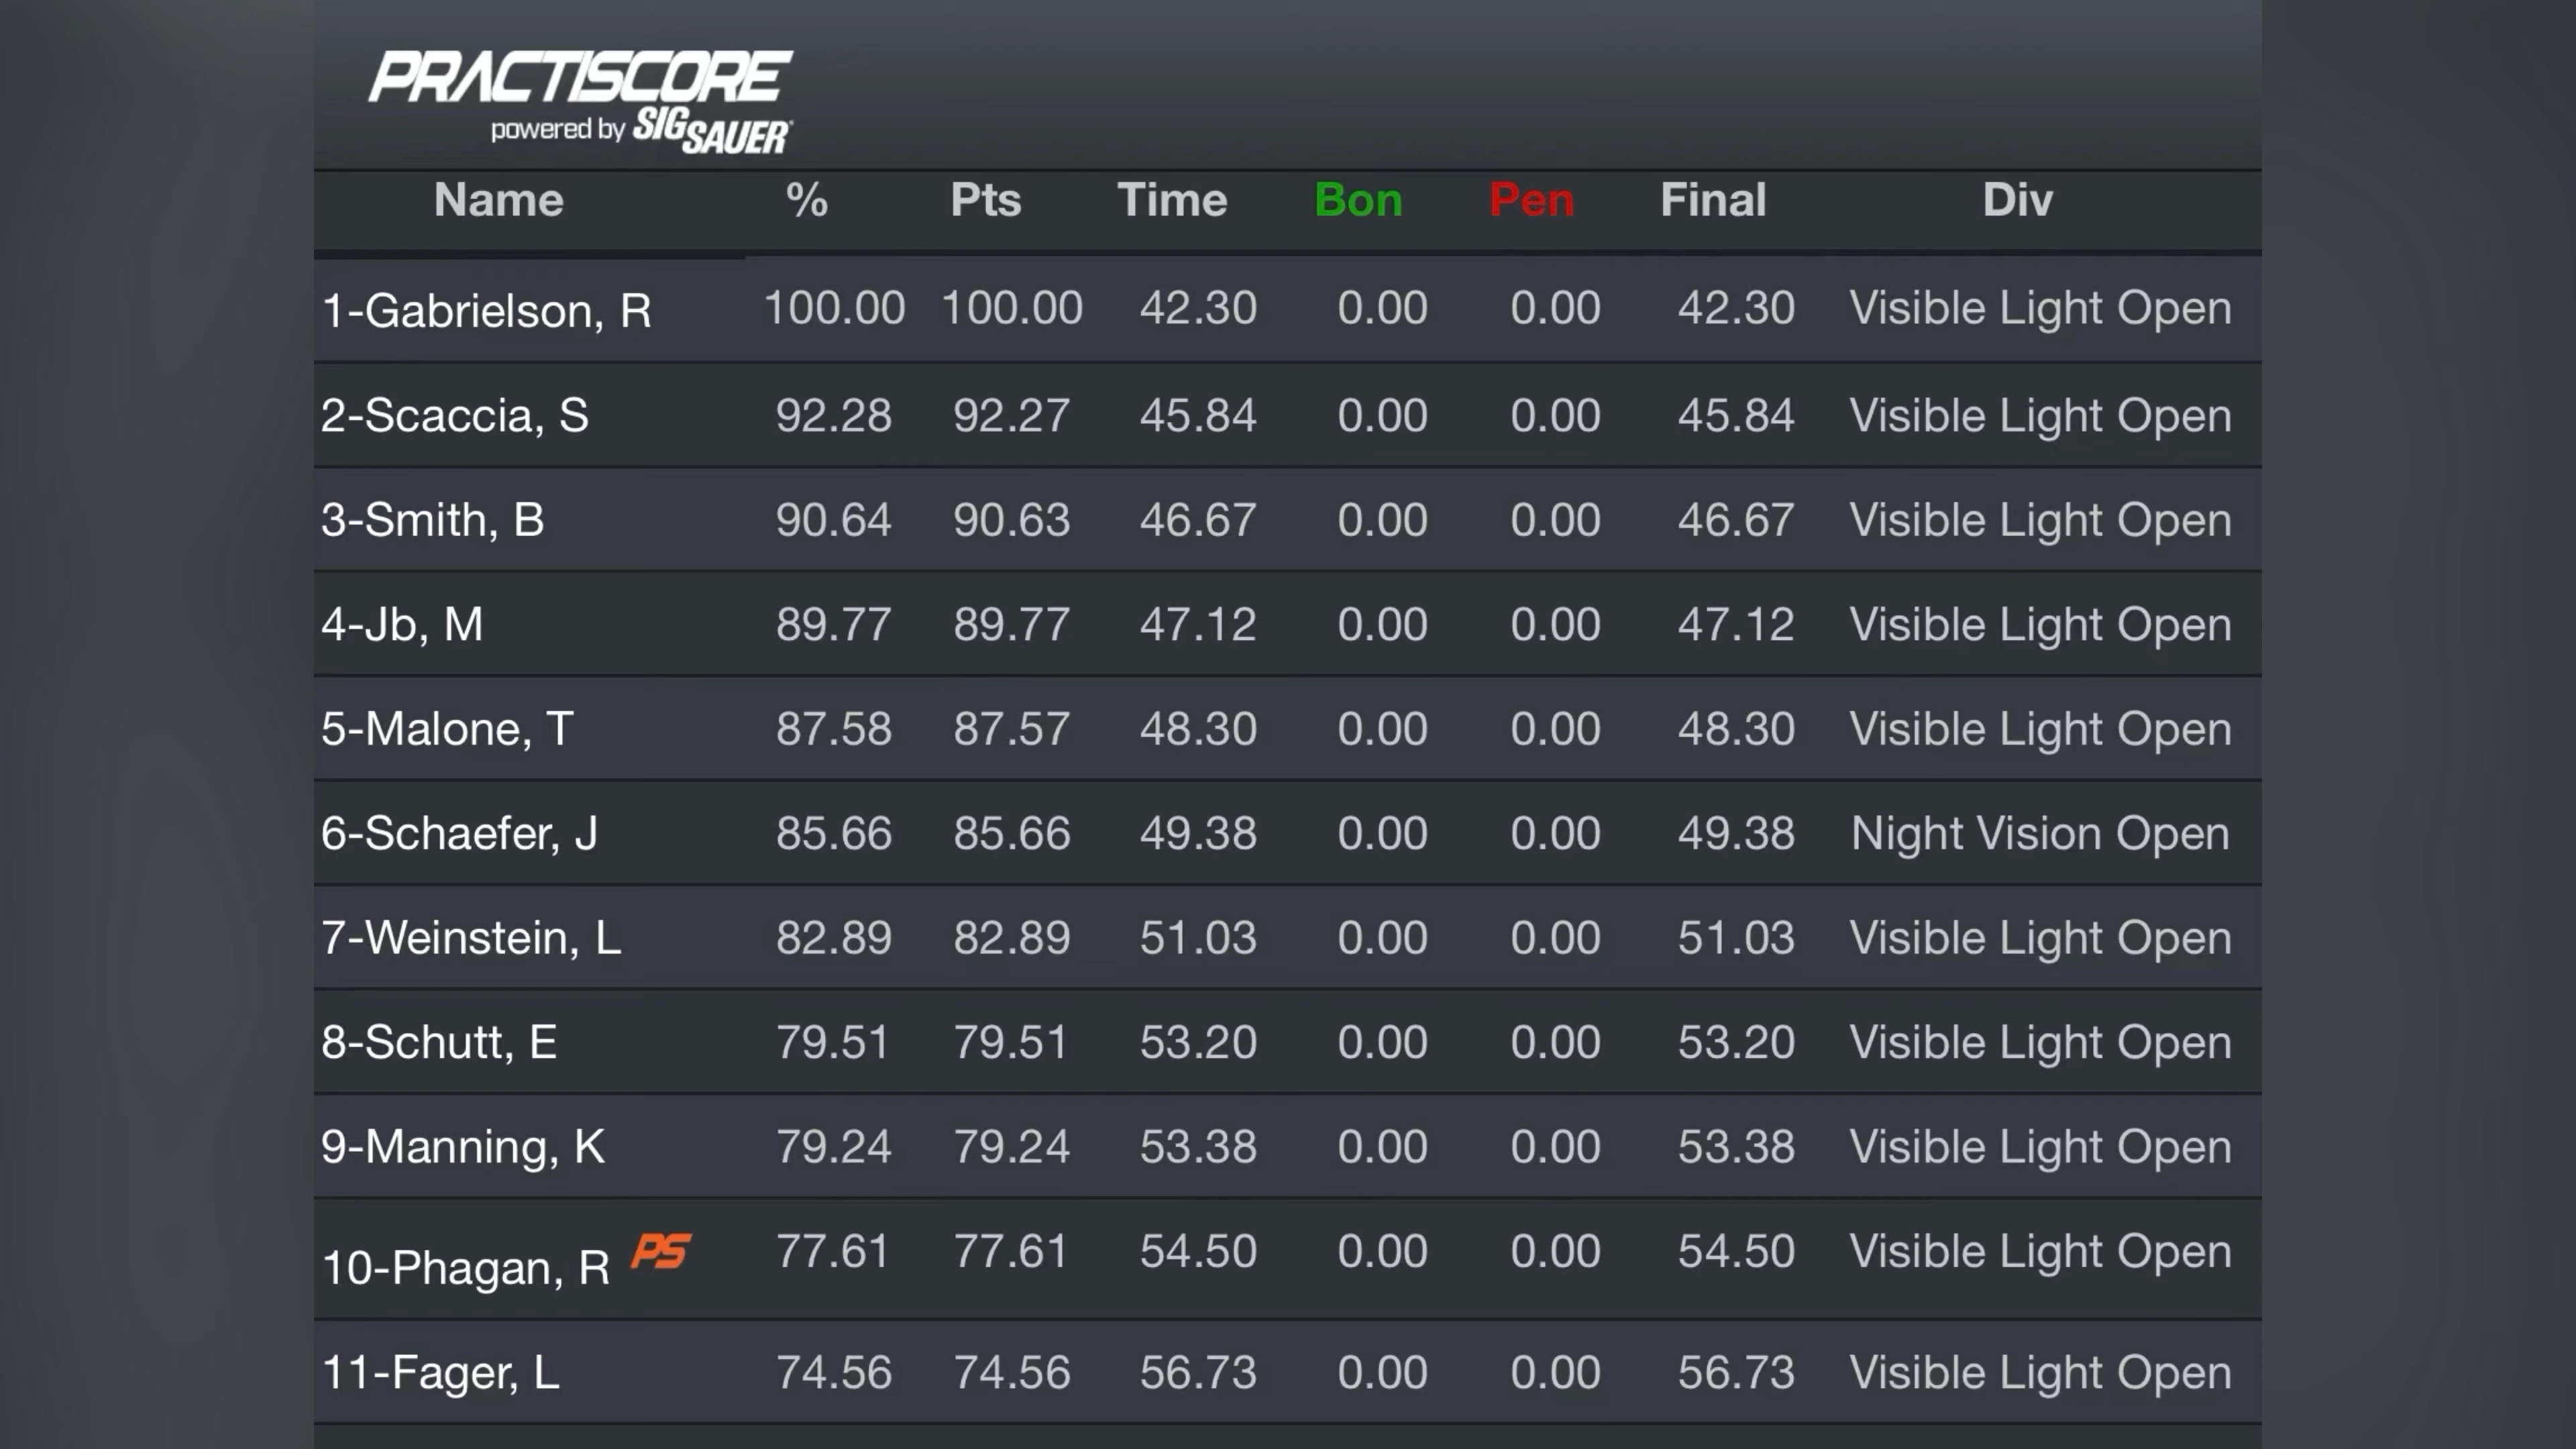 PRACTISCORE
powered by SIG SAUER
Name % Pts Time Bon Pen Final Div
1-Gabrielson, R 100.00 100.00 42.30 0.00 0.00 42.30 Visible Light Open
2-Scaccia, S 92.28 92.27 45.84 0.00 0.00 45.84 Visible Light Open
3-Smith, B 90.64 90.63 46.67 0.00 0.00 46.67 Visible Light Open
4-Jb, M 89.77 89.77 47.12 0.00 0.00 47.12 Visible Light Open
5-Malone, T 87.58 87.57 48.30 0.00 0.00 48.30 Visible Light Open
6-Schaefer, J 85.66 85.66 49.38 0.00 0.00 49.38 Night Vision Open
7-Weinstein, L 82.89 82.89 51.03 0.00 0.00 51.03 Visible Light Open
8-Schutt, E 79.51 79.51 53.20 0.00 0.00 53.20 Visible Light Open
9-Manning, K 79.24 79.24 53.38 0.00 0.00 53.38 Visible Light Open
10-Phagan, R PS 77.61 77.61 54.50 0.00 0.00 54.50 Visible Light Open
11-Fager, L 74.56 74.56 56.73 0.00 0.00 56.73 Visible Light Open